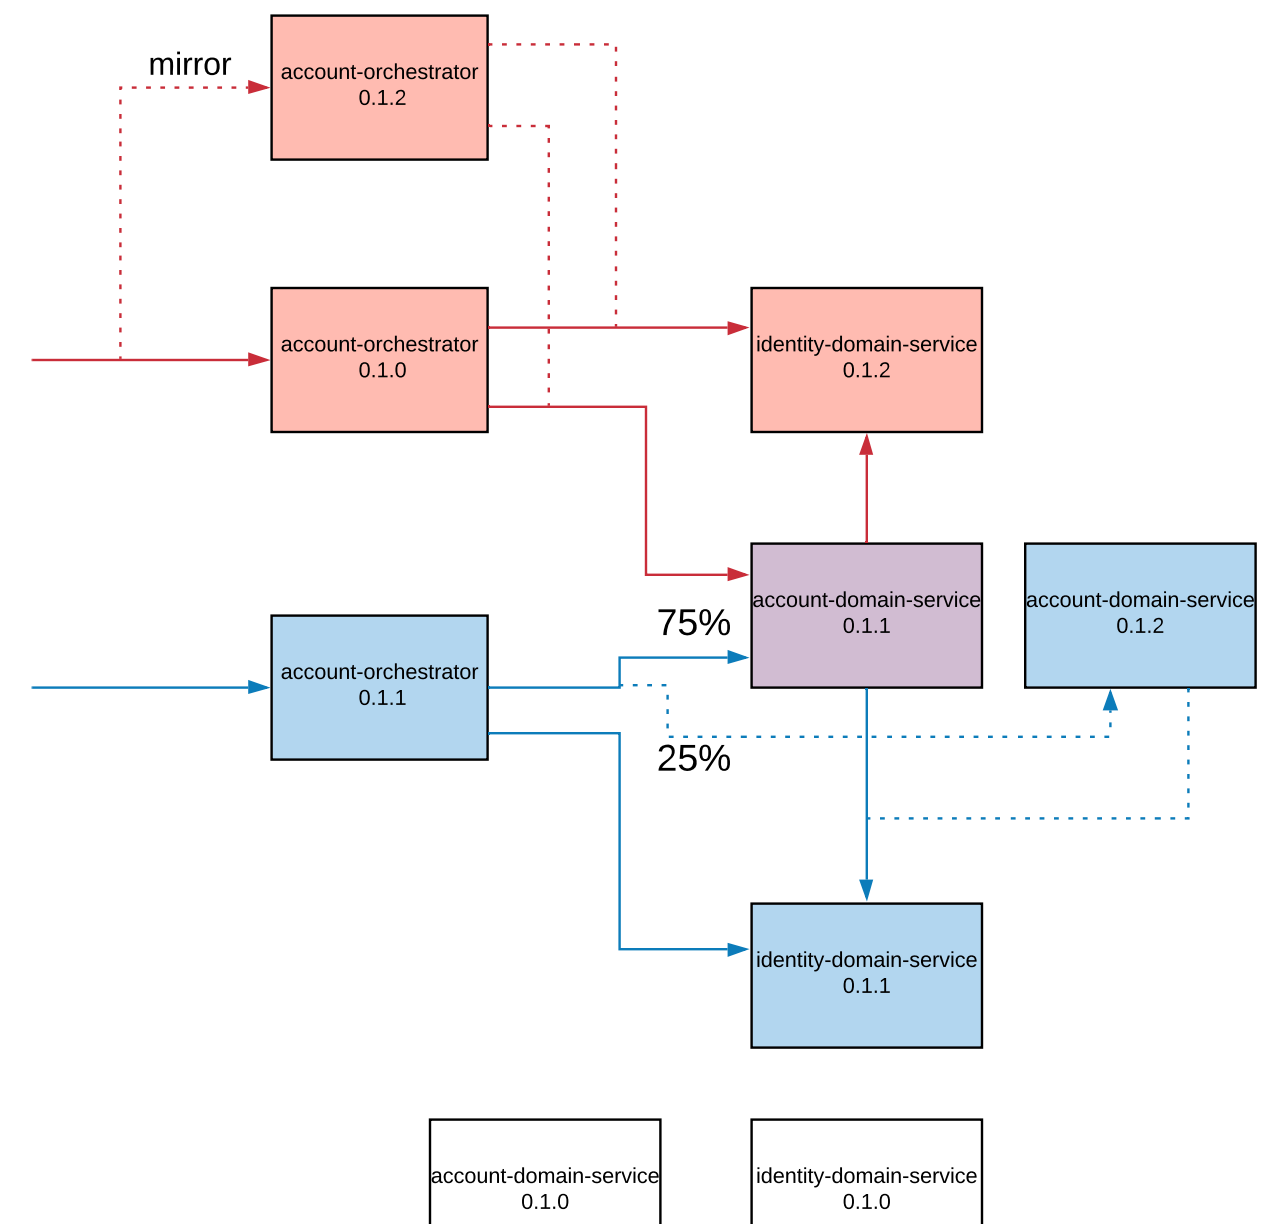 mirror
account-orchestrator
0.1.2
account-orchestrator
0.1.0
identity-domain-service
0.1.2
account-domain-service
0.1.1
account-domain-service
0.1.2
75%
account-orchestrator
0.1.1
25%
identity-domain-service
0.1.1
account-domain-service
0.1.0
identity-domain-service
0.1.0